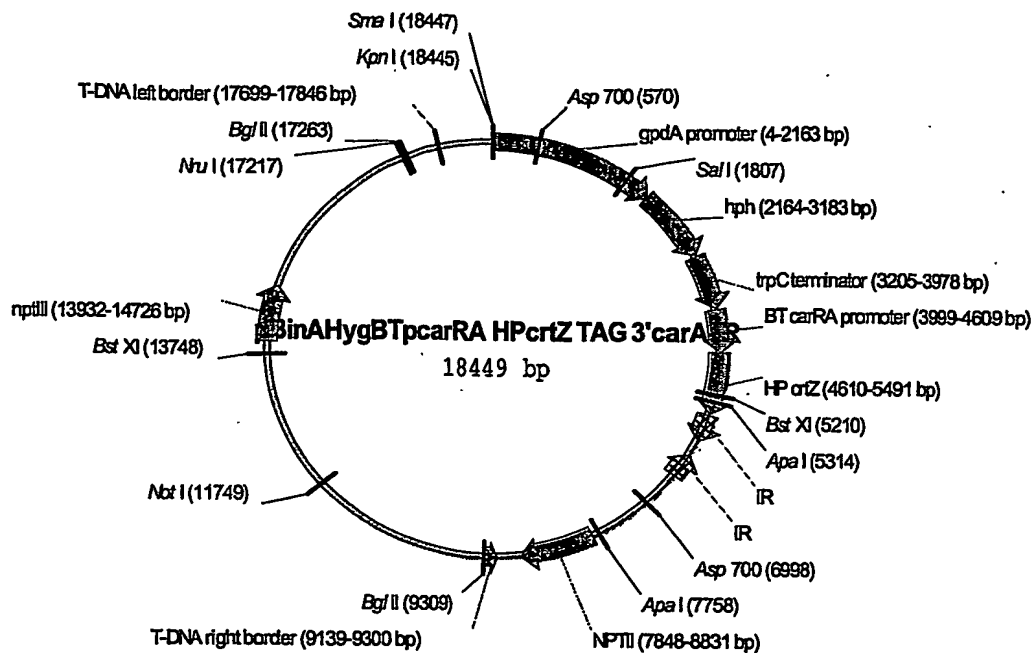 Sma I (18447)
Kpn I (18445)
T-DNA left border (17699-17846 bp)
Bgl II (17263)
Nru I (17217)
Asp 700 (570)
gpdA promoter (4-2163 bp)
Sal I (1807)
hph (2164-3183 bp)
trpC terminator (3205-3978 bp)
BT carRA promoter (3999-4609 bp)
HP crtZ (4610-5491 bp)
Bst XI (5210)
Apa I (5314)
IR
IR
Asp 700 (6998)
Apa I (7758)
NPTII (7848-8831 bp)
T-DNA right border (9139-9300 bp)
Bgl II (9309)
Not I (11749)
Bst XI (13748)
nptIII (13932-14726 bp)
BinAHygBTpcarRA HPcrtZ TAG 3'carA
18449 bp